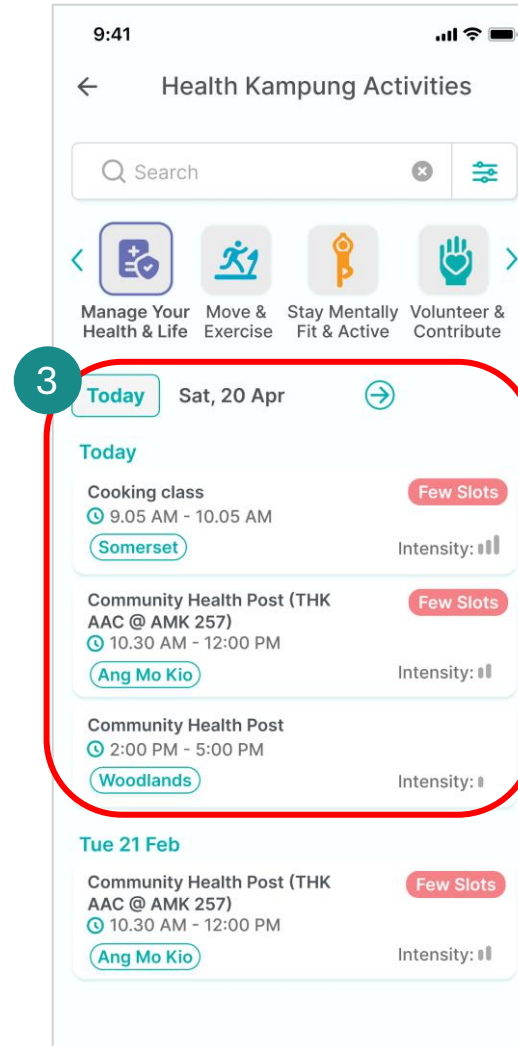 9:41
Health Kampung Activities
Search
Manage Your Health & Life
Move & Exercise
Stay Mentally Fit & Active
Volunteer & Contribute
3
Today Sat, 20 Apr
Today
Cooking class Few Slots
9.05 AM - 10.05 AM
Somerset Intensity:
Community Health Post (THK Few Slots
AAC @ AMK 257)
10.30 AM - 12:00 PM
Ang Mo Kio Intensity:
Community Health Post
2:00 PM - 5:00 PM
Woodlands Intensity:
Tue 21 Feb
Community Health Post (THK Few Slots
AAC @ AMK 257)
10.30 AM - 12:00 PM
Ang Mo Kio Intensity: